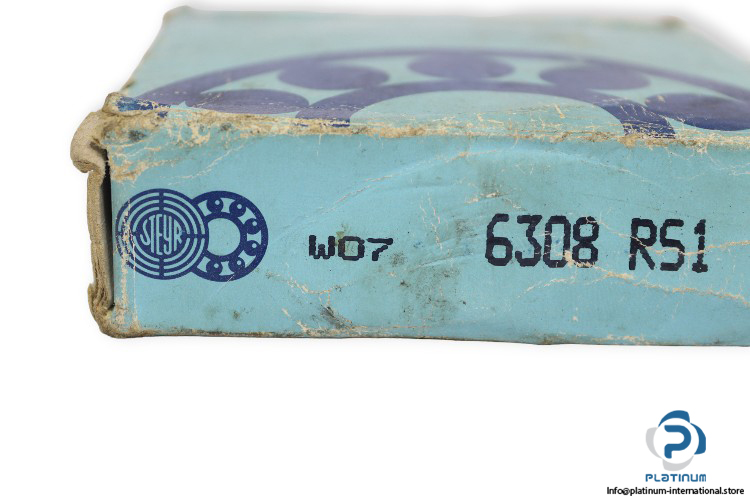 STEYR
W07 6308 RS1
PLATINUM
Info@platinum-international.store